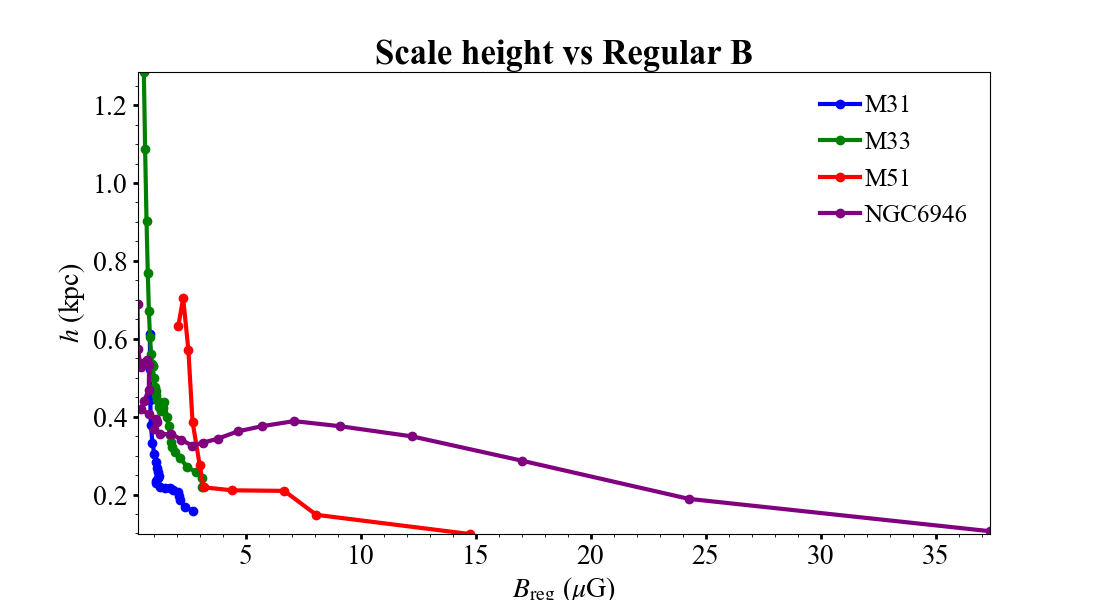 Scale height vs Regular B
1.2
1.0
0.8
0.6
0.4
0.2
h (kpc)
M31
M33
M51
NGC6946
5 10 15 20 25 30 35
B_reg (μG)